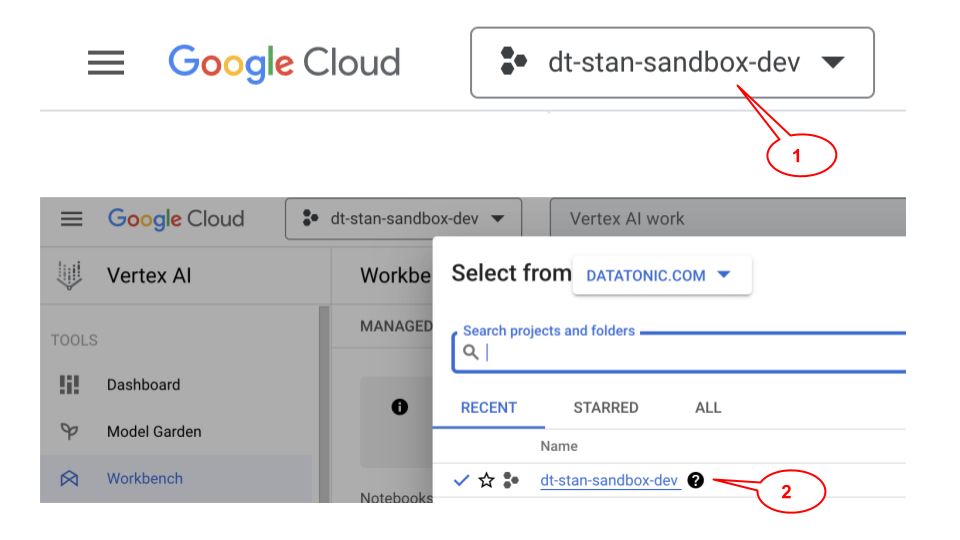 Google Cloud dt-stan-sandbox-dev
1
Google Cloud dt-stan-sandbox-dev Vertex AI work
Vertex AI Workbe Select from DATATONIC.COM
TOOLS MANAGED Search projects and folders
Dashboard
RECENT STARRED ALL
Model Garden
Name
Workbench dt-stan-sandbox-dev ? 2
Notebooks